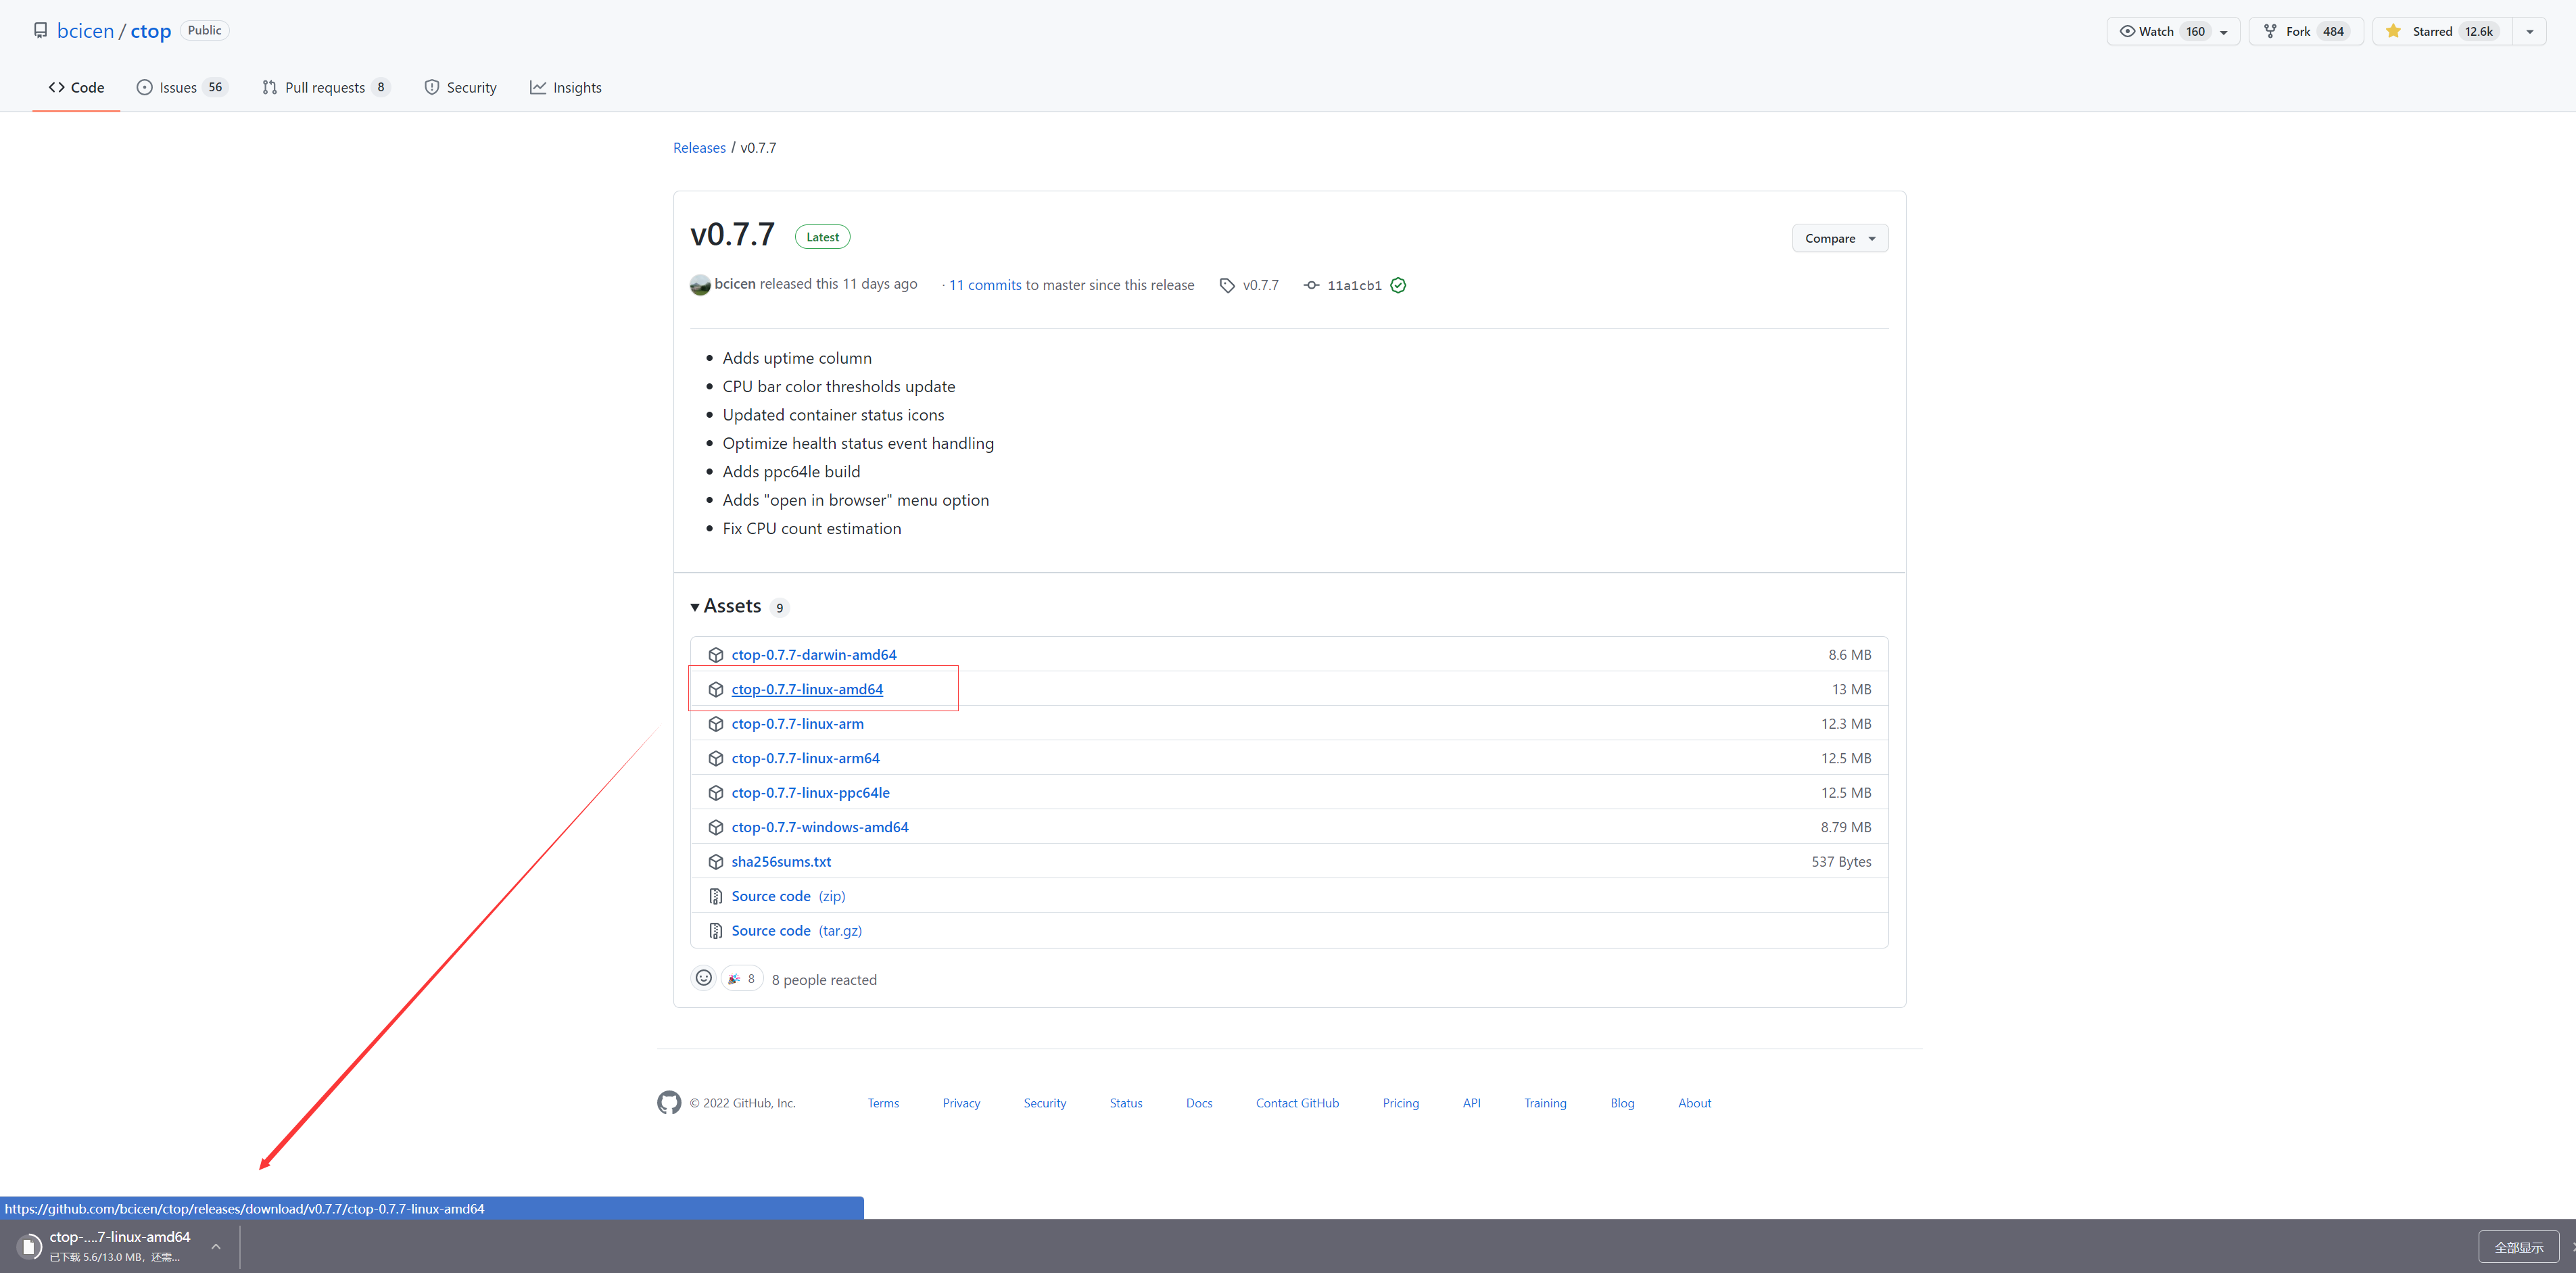 bcicen / ctop Public
Watch 160 Fork 484 Starred 12.6k
Code Issues 56 Pull requests 8 Security Insights
Releases / v0.7.7
v0.7.7 Latest
Compare
bcicen released this 11 days ago · 11 commits to master since this release v0.7.7 11a1cb1
Adds uptime column
CPU bar color thresholds update
Updated container status icons
Optimize health status event handling
Adds ppc64le build
Adds "open in browser" menu option
Fix CPU count estimation
Assets 9
ctop-0.7.7-darwin-amd64 8.6 MB
ctop-0.7.7-linux-amd64 13 MB
ctop-0.7.7-linux-arm 12.3 MB
ctop-0.7.7-linux-arm64 12.5 MB
ctop-0.7.7-linux-ppc64le 12.5 MB
ctop-0.7.7-windows-amd64 8.79 MB
sha256sums.txt 537 Bytes
Source code (zip)
Source code (tar.gz)
8 8 people reacted
© 2022 GitHub, Inc. Terms Privacy Security Status Docs Contact GitHub Pricing API Training Blog About
https://github.com/bcicen/ctop/releases/download/v0.7.7/ctop-0.7.7-linux-amd64
ctop-....7-linux-amd64
已下载 5.6/13.0 MB，还需...
全部显示